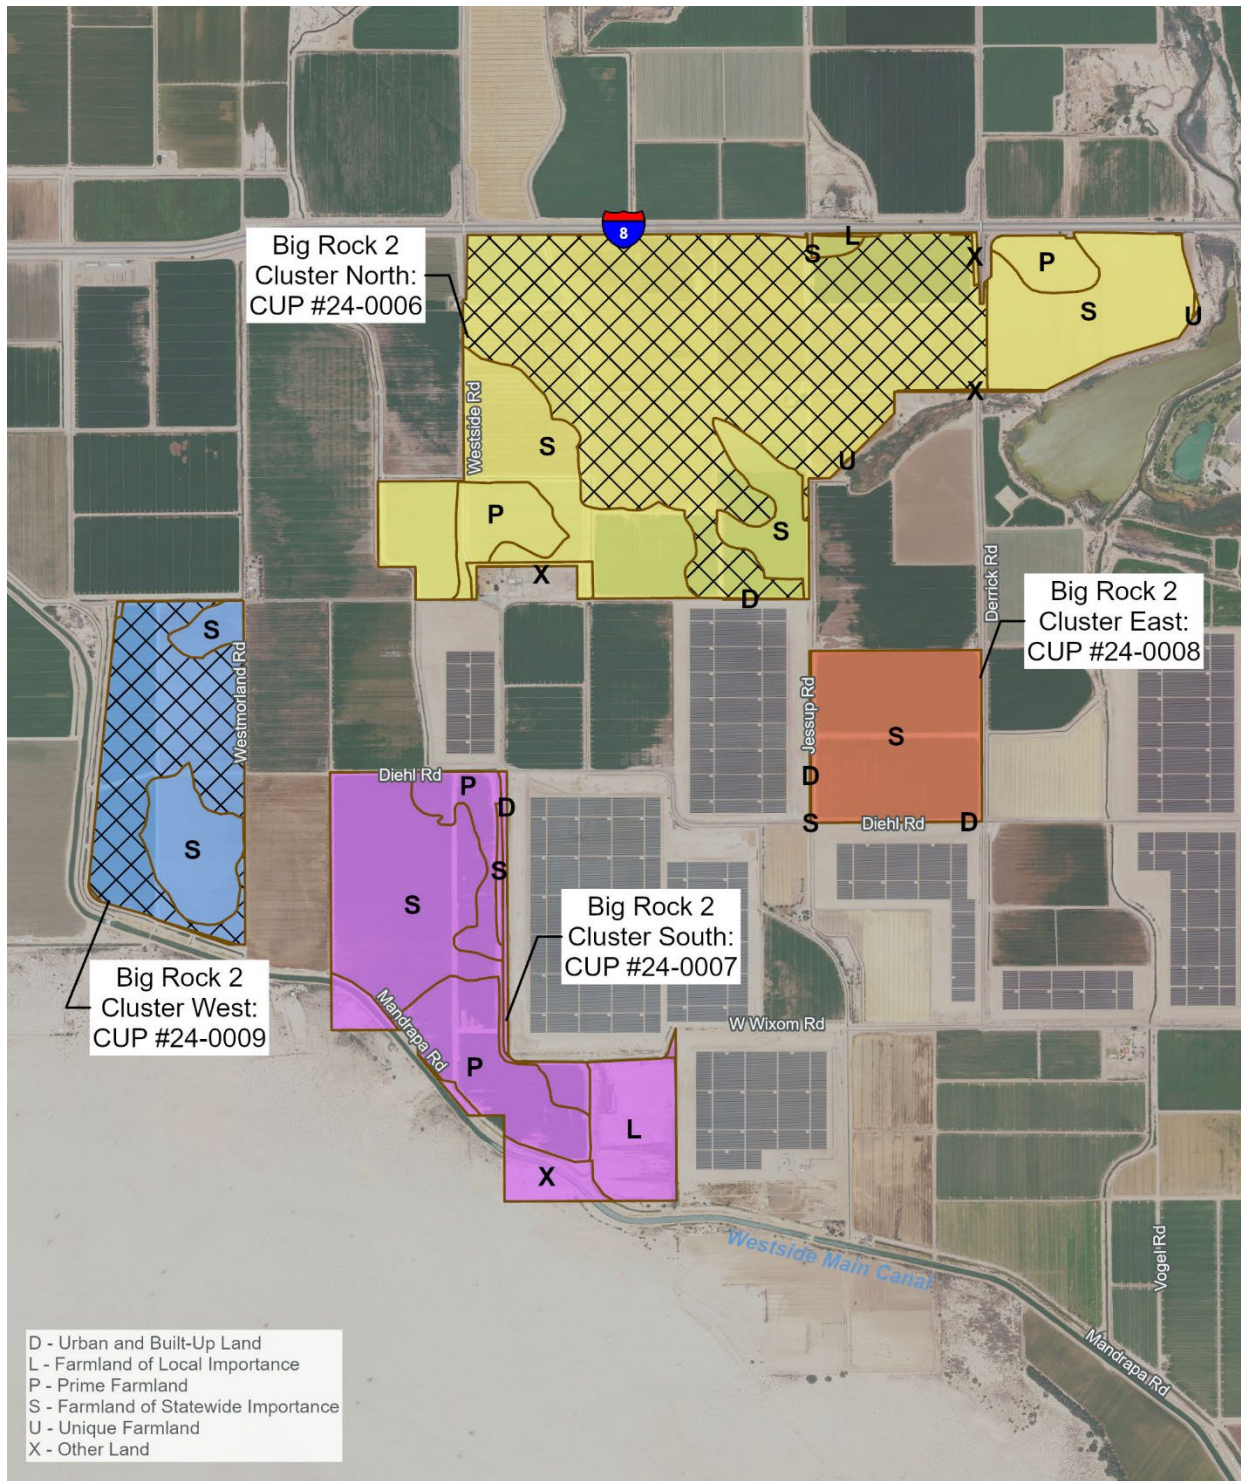 8
L
Big Rock 2
Cluster North:
CUP #24-0006
S
X
P
S
U
X
Westside Rd
S
U
P
S
X
D
Derrick Rd
Big Rock 2
Cluster East:
CUP #24-0008
S
Westmorland Rd
Jessup Rd
S
Diehl Rd
P
D
D
S
D
Diehl Rd
S
S
S
Big Rock 2
Cluster South:
CUP #24-0007
Big Rock 2
Cluster West:
CUP #24-0009
Mandrapa Rd
W Wixom Rd
P
L
X
Westside Main Canal
Vogel Rd
Mandrapa Rd
D - Urban and Built-Up Land
L - Farmland of Local Importance
P - Prime Farmland
S - Farmland of Statewide Importance
U - Unique Farmland
X - Other Land